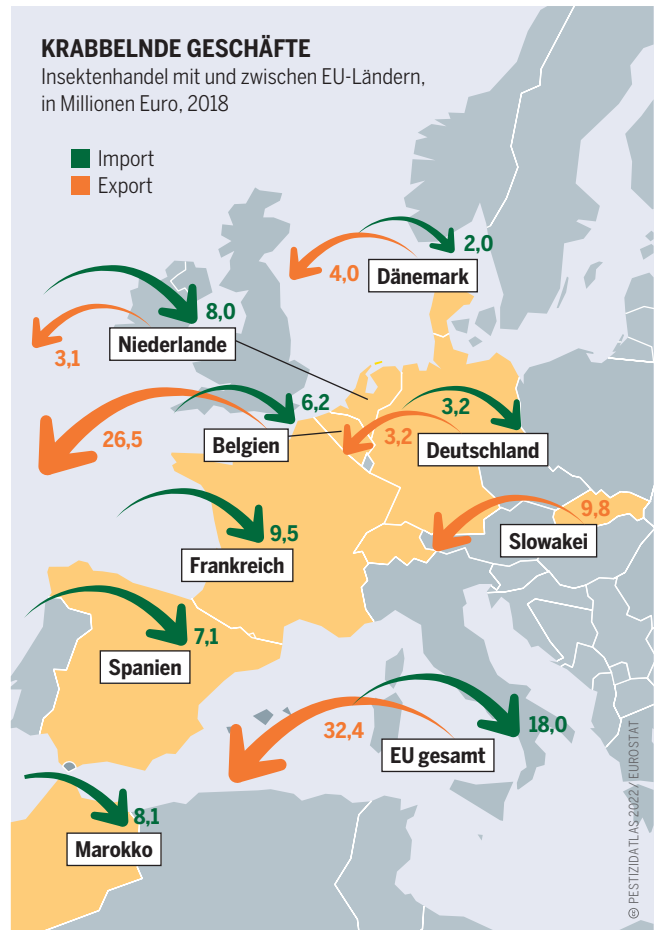 KRABBELNDE GESCHÄFTE
Insektenhandel mit und zwischen EU-Ländern,
in Millionen Euro, 2018
Import
Export
2,0
4,0
Dänemark
8,0
3,1
Niederlande
6,2
26,5
Belgien
3,2
3,2
Deutschland
9,8
Slowakei
9,5
Frankreich
7,1
Spanien
32,4
18,0
EU gesamt
8,1
Marokko
© PESTIZIDATLAS 2022 / EUROSTAT